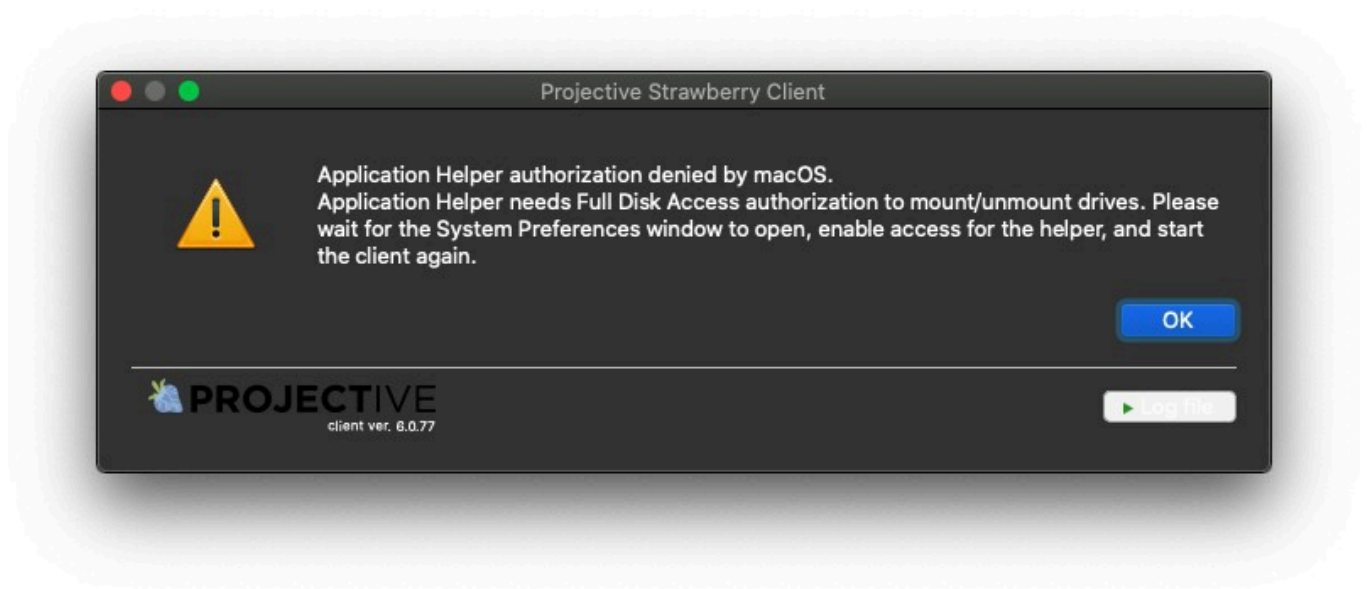 Projective Strawberry Client
Application Helper authorization denied by macOS.
Application Helper needs Full Disk Access authorization to mount/unmount drives. Please
wait for the System Preferences window to open, enable access for the helper, and start
the client again.
OK
PROJECTIVE
client ver. 6.0.77
Log file